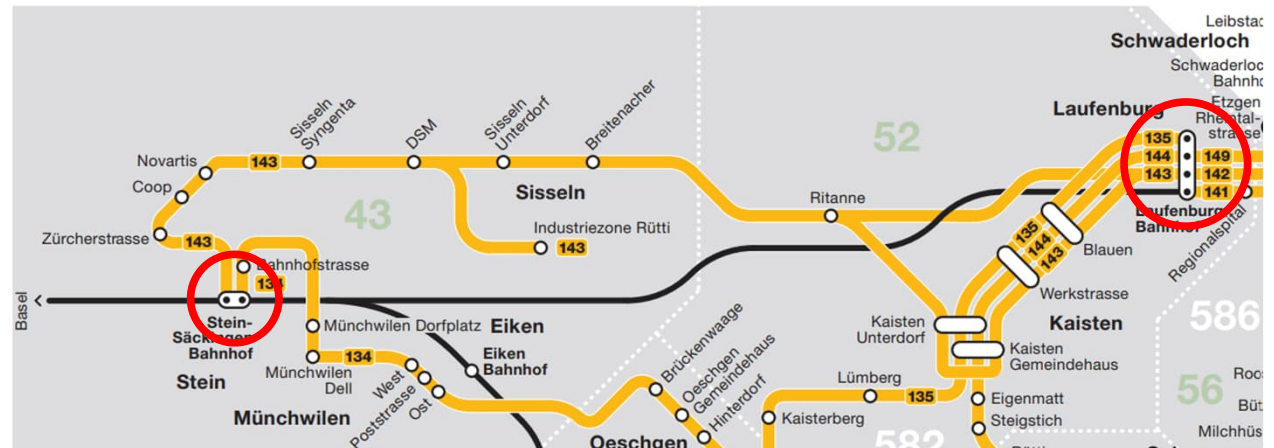 Leibstad
Schwaderloch
Schwaderloch
Bahnho
Laufenburg
Etzgen
Rheintal-
strasse
135
144
143
149
142
141
Laufenburg
Bahnhof
Regionalspital
52
Sisseln
Syngenta
DSM
Sisseln
Unterdorf
Breitenacher
Novartis
143
Coop
Sisseln
43
Ritanne
Zürcherstrasse
143
Industriezone Rütti
143
135
144
143
Blauen
Bahnhofstrasse
134
Werkstrasse
Basel
Stein-
Säckingen
Bahnhof
Münchwilen Dorfplatz
Eiken
Kaisten
Unterdorf
Kaisten
586
Stein
Münchwilen
Dell
134
Eiken
Bahnhof
Brückenwaage
Oeschgen
Gemeindehaus
Hinterdorf
Kaisten
Gemeindehaus
Lümberg
135
56
Roos
West
Poststrasse
Ost
Eigenmatt
Büt
Münchwilen
Kaisterberg
Steigstich
Milchhüs
Oeschgen
582